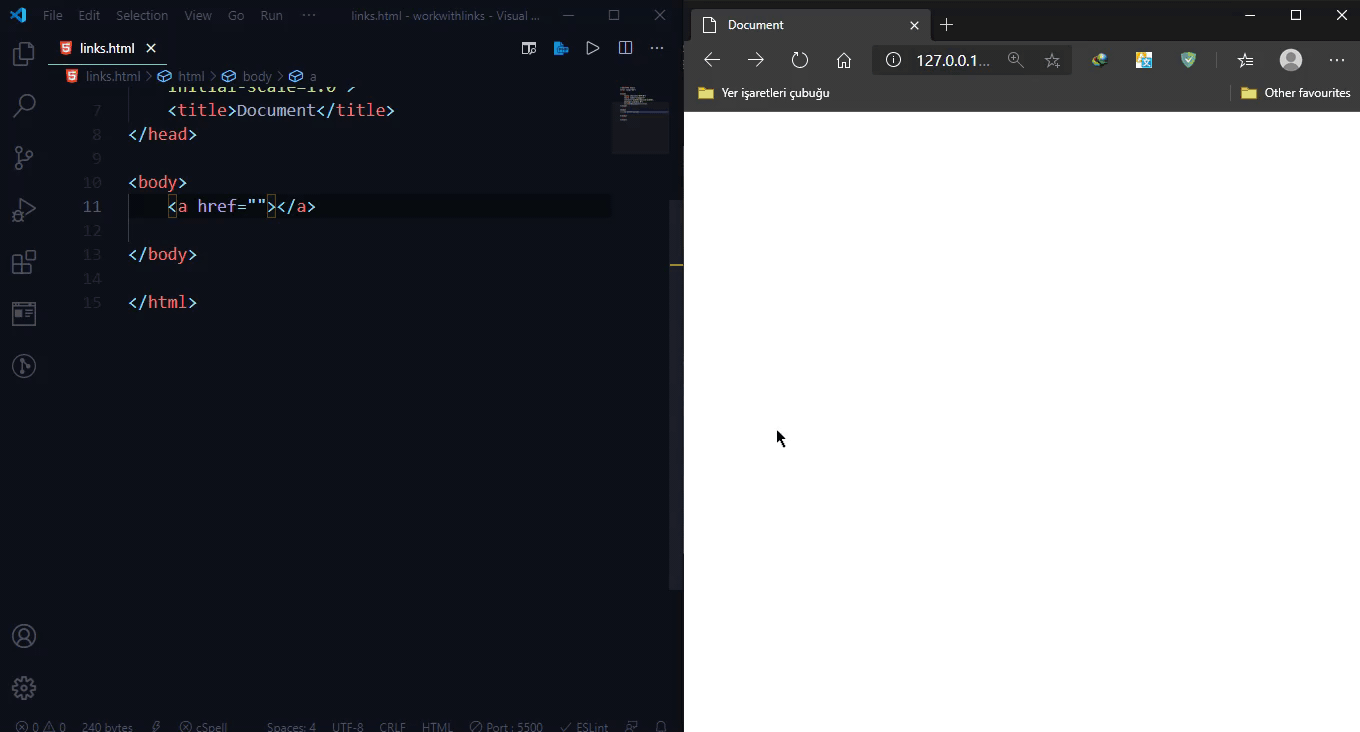 File Edit Selection View Go Run ··· links.html - workwithlinks - Visual ...
links.html
links.html > html > body > a
initial-scale=1.0">
7 <title>Document</title>
8 </head>
9
10 <body>
11 <a href=""></a>
12
13 </body>
14
15 </html>
0 0 240 bytes cSpell Spaces: 4 UTF-8 CRLF HTML Port : 5500 ESLint
Document
127.0.0.1...
Yer işaretleri çubuğu
Other favourites